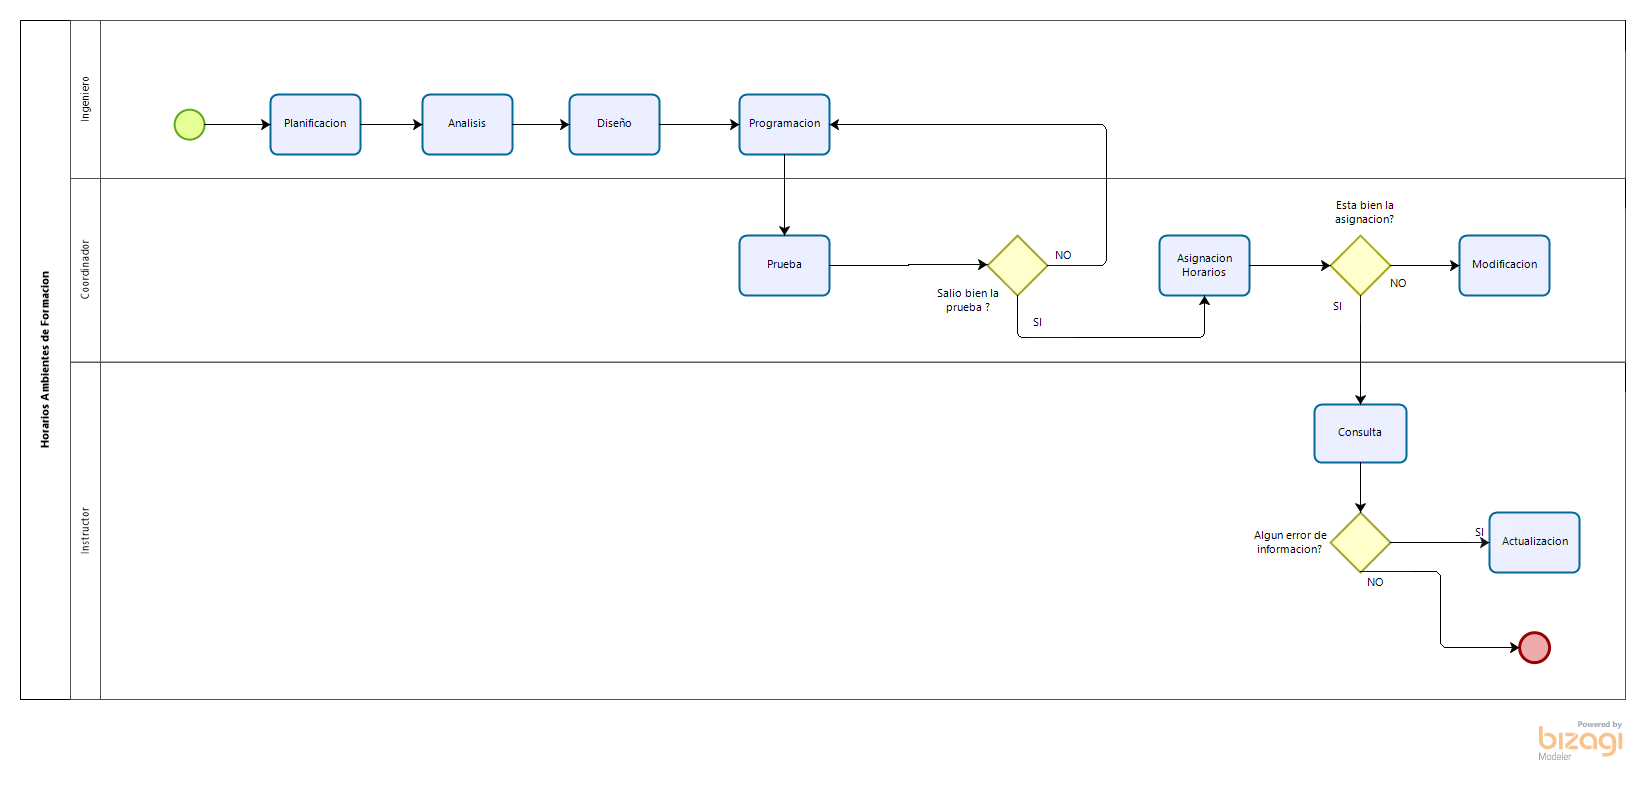 Horarios Ambientes de Formacion
Ingeniero
Planificacion
Analisis
Diseño
Programacion
Coordinador
Prueba
Salio bien la
prueba ?
NO
SI
Asignacion
Horarios
Esta bien la
asignacion?
NO
SI
Modificacion
Instructor
Consulta
Algun error de
informacion?
SI
NO
Actualizacion
Powered by
bizagi
Modeler